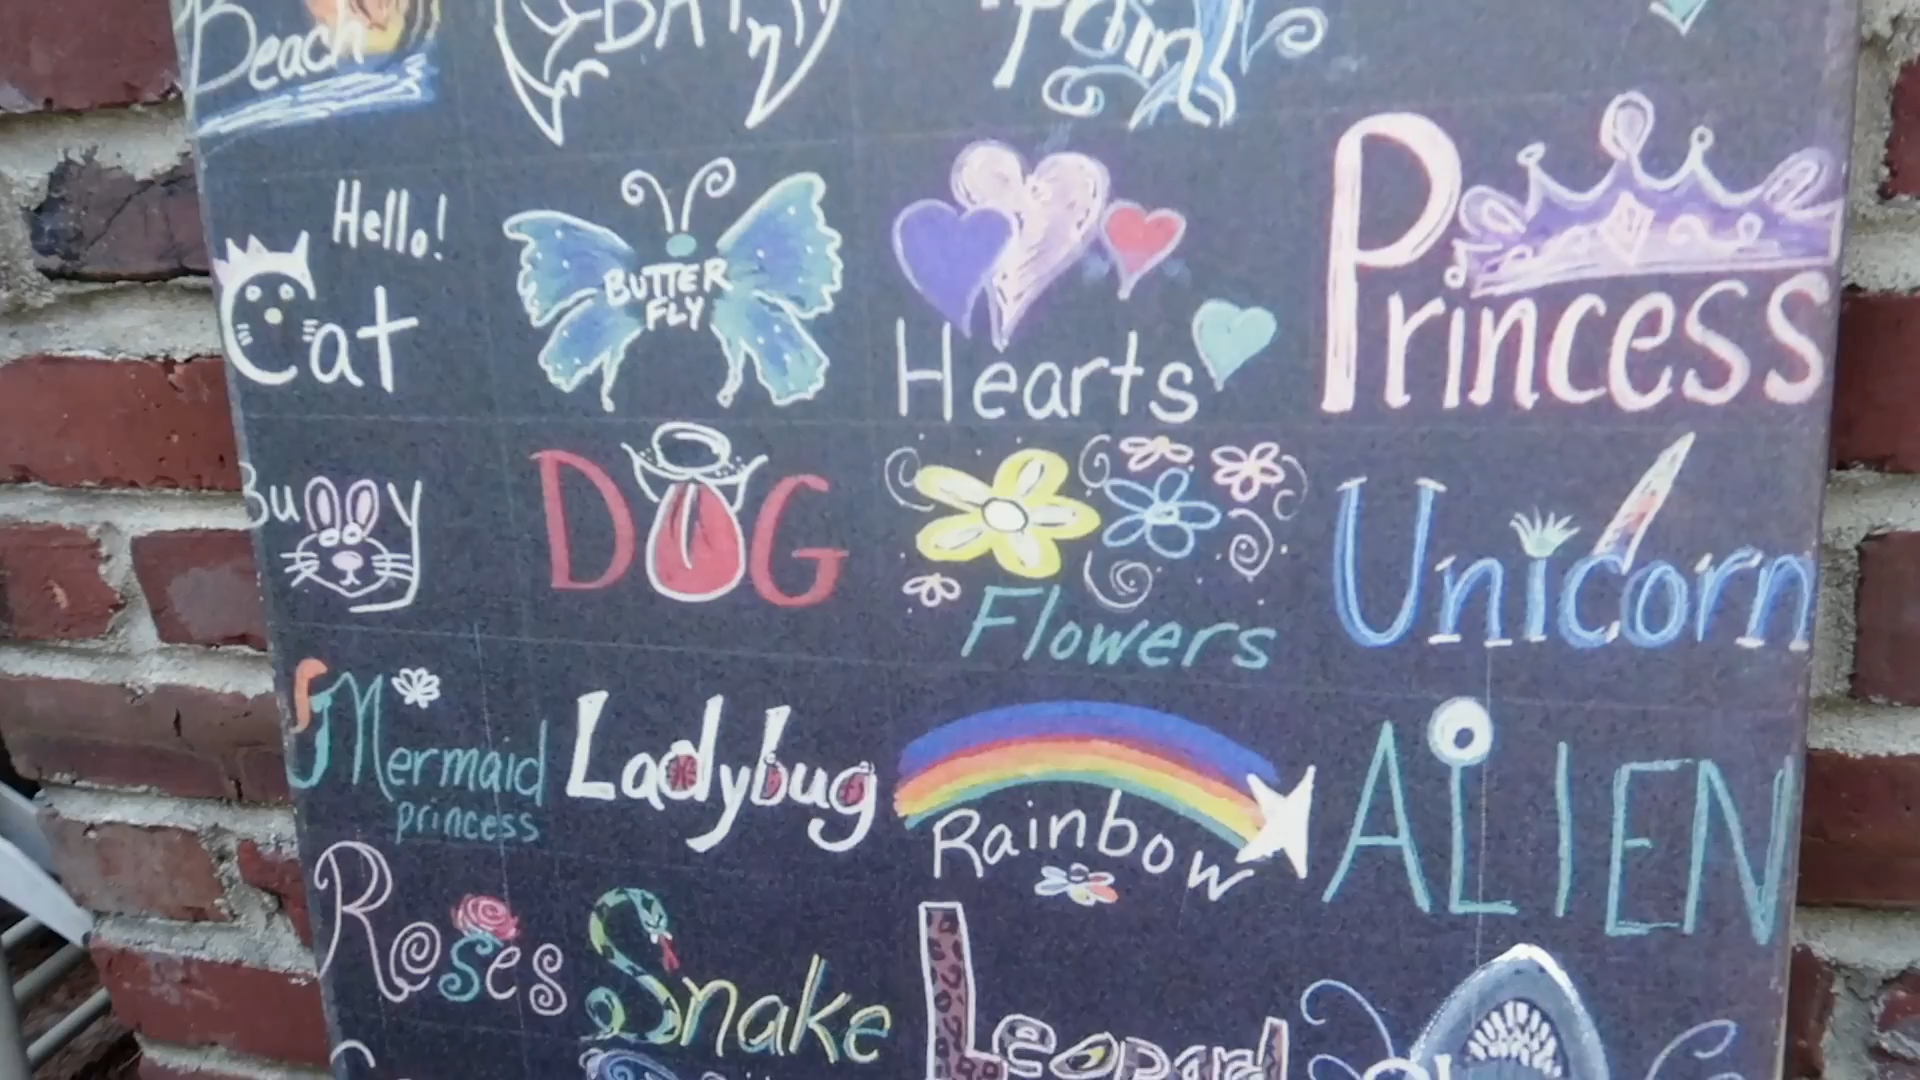 Beach
Hello!
Cat
BUTTER
FLY
Hearts
Princess
Bunny
DOG
Flowers
Unicorn
Mermaid
princess
Ladybug
Rainbow
ALIEN
Roses
Snake
Leopard